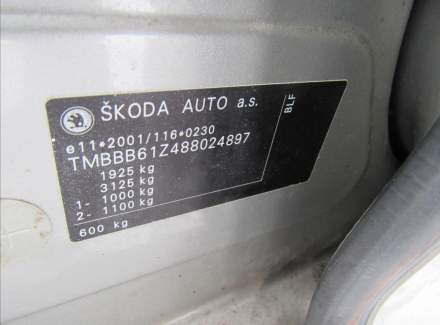 ŠKODA AUTO a.s.
e11*2001/116*0230
TMBBB61Z488024897
1925 kg
3125 kg
1- 1000 kg
2- 1100 kg
600 kg
BLF